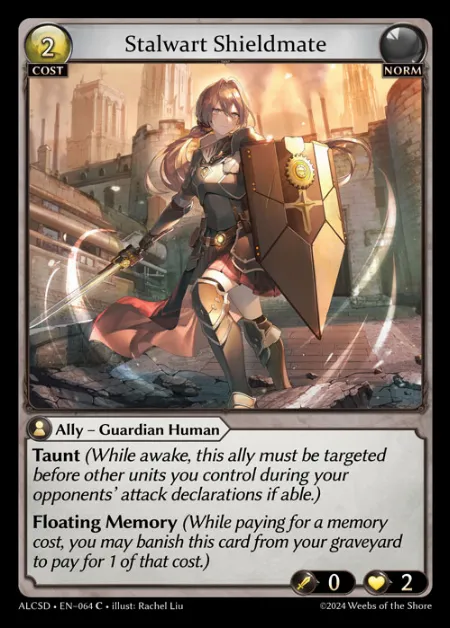 2
COST
Stalwart Shieldmate
NORM
Ally – Guardian Human
Taunt (While awake, this ally must be targeted
before other units you control during your
opponents' attack declarations if able.)
Floating Memory (While paying for a memory
cost, you may banish this card from your graveyard
to pay for 1 of that cost.)
0
2
ALCSD • EN–064 C • illust: Rachel Liu
©2024 Weebs of the Shore